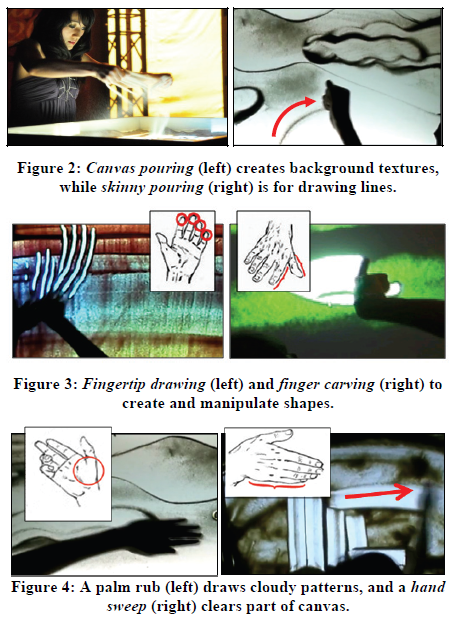 Figure 2: Canvas pouring (left) creates background textures,
while skinny pouring (right) is for drawing lines.
Figure 3: Fingertip drawing (left) and finger carving (right) to
create and manipulate shapes.
Figure 4: A palm rub (left) draws cloudy patterns, and a hand
sweep (right) clears part of canvas.